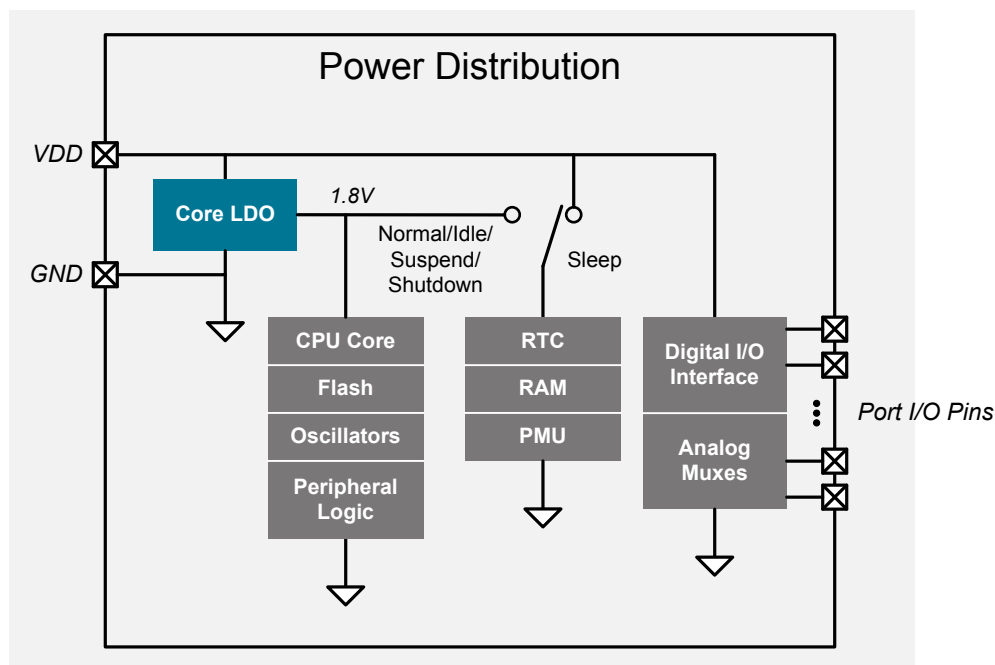 Power Distribution
VDD
Core LDO
1.8V
Normal/Idle/
Suspend/
Shutdown
Sleep
GND
CPU Core
Flash
Oscillators
Peripheral
Logic
RTC
RAM
PMU
Digital I/O
Interface
Analog
Muxes
Port I/O Pins